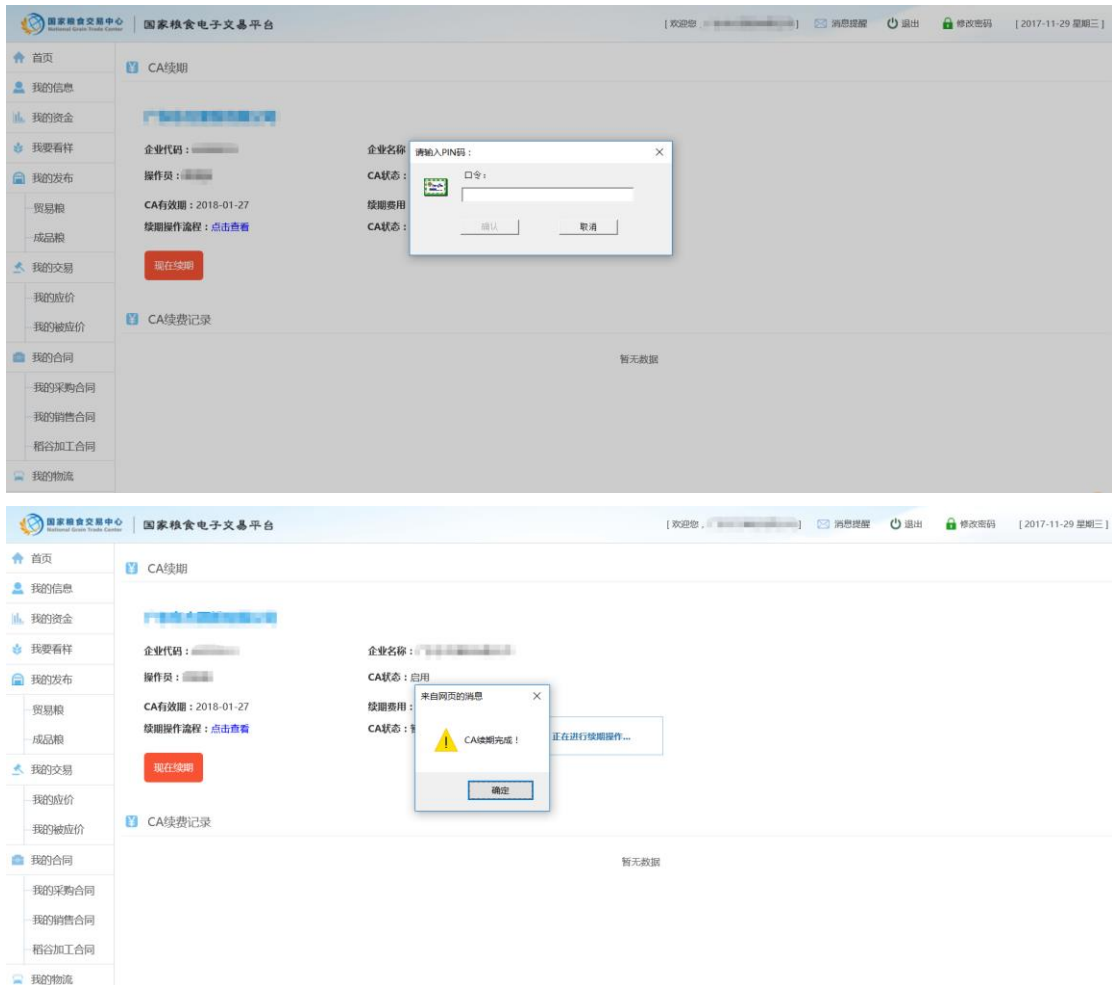 国家粮食交易中心 国家粮食电子交易平台 [ 欢迎您, ] 消息提醒 退出 修改密码 [ 2017-11-29 星期三 ]
National Grain Trade Center
首页
CA续期
我的信息
我的资金
我要看样
企业代码: 企业名称
我的发布
操作员: CA状态:
贸易粮
CA有效期:2018-01-27 续期费用
成品粮
续期操作流程:点击查看 CA状态:
请输入PIN码:
口令:
确认 取消
我的交易
现在续期
我的应价
我的被应价
CA续费记录
我的合同
暂无数据
我的采购合同
我的销售合同
稻谷加工合同
我的物流
国家粮食交易中心 国家粮食电子交易平台 [ 欢迎您, ] 消息提醒 退出 修改密码 [ 2017-11-29 星期三 ]
National Grain Trade Center
首页
CA续期
我的信息
我的资金
我要看样
企业代码: 企业名称:
我的发布
操作员: CA状态:启用
贸易粮
CA有效期:2018-01-27 续期费用:
成品粮
续期操作流程:点击查看 CA状态:
来自网页的消息
CA续期完成!
确定
正在进行续期操作...
我的交易
现在续期
我的应价
我的被应价
CA续费记录
我的合同
暂无数据
我的采购合同
我的销售合同
稻谷加工合同
我的物流